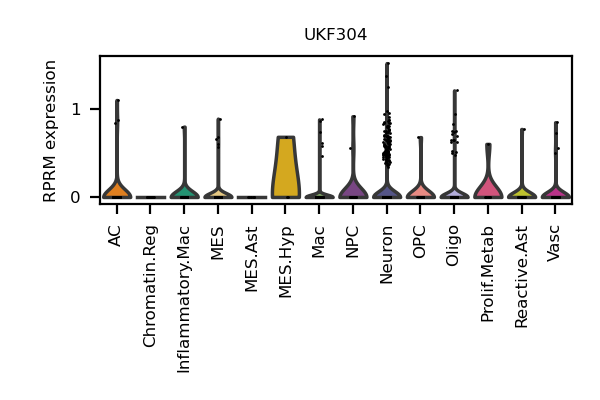 UKF304
RPRM expression
1
0
AC
Chromatin.Reg
Inflammatory.Mac
MES
MES.Ast
MES.Hyp
Mac
NPC
Neuron
OPC
Oligo
Prolif.Metab
Reactive.Ast
Vasc